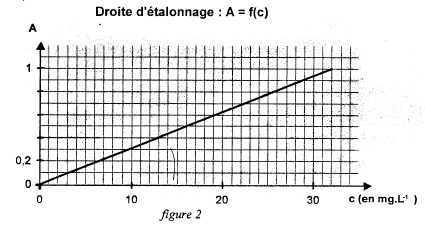 Droite d'étalonnage : A = f(c)
A
1
0,2
0
0 10 20 30 c (en mg.L⁻¹ )
figure 2